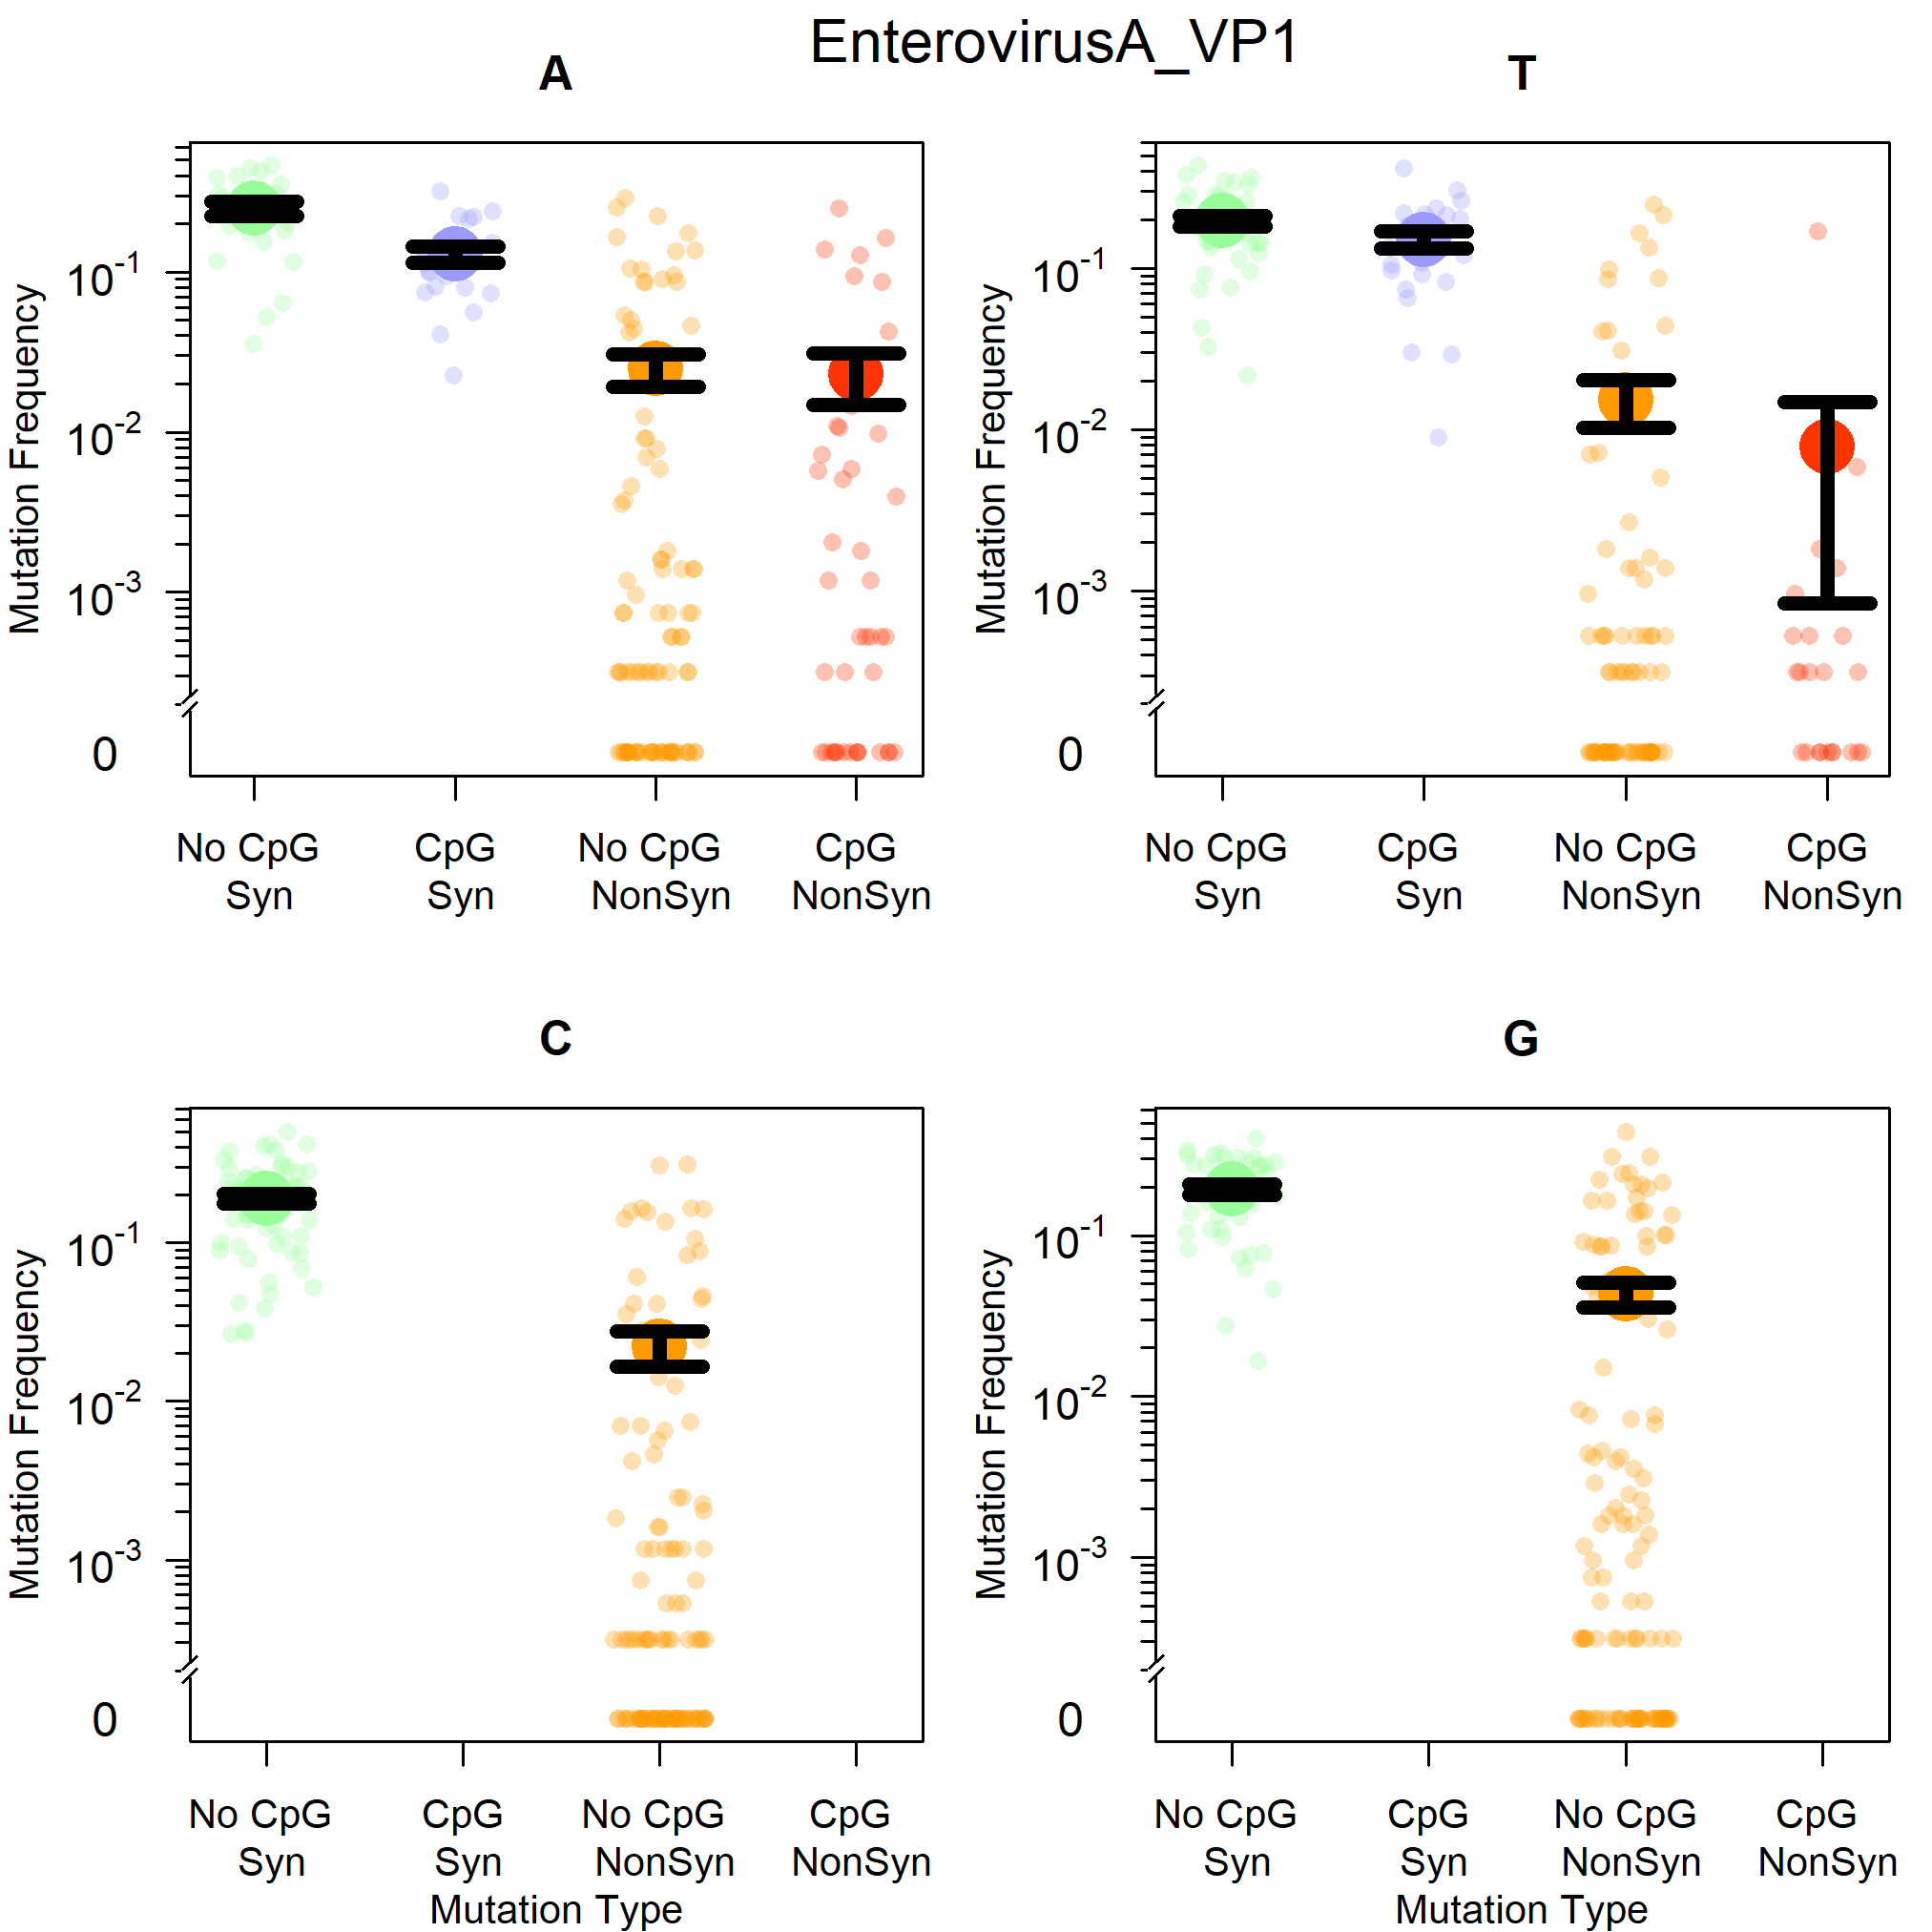 EnterovirusA_VP1
A
Mutation Frequency
10-1
10-2
10-3
0
No CpG Syn
CpG Syn
No CpG NonSyn
CpG NonSyn
T
Mutation Frequency
10-1
10-2
10-3
0
No CpG Syn
CpG Syn
No CpG NonSyn
CpG NonSyn
C
Mutation Frequency
10-1
10-2
10-3
0
No CpG Syn
CpG Syn
No CpG NonSyn
CpG NonSyn
Mutation Type
G
Mutation Frequency
10-1
10-2
10-3
0
No CpG Syn
CpG Syn
No CpG NonSyn
CpG NonSyn
Mutation Type